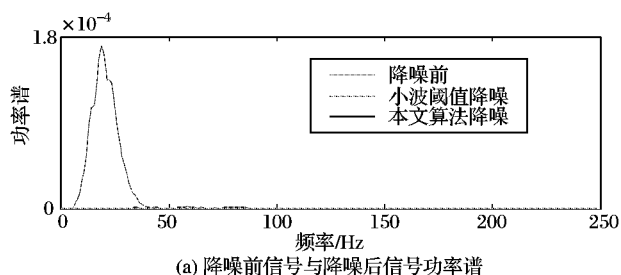 ×10⁻⁴
1.8
降噪前
小波阈值降噪
本文算法降噪
功率谱
0
0 50 100 150 200 250
频率/Hz
(a) 降噪前信号与降噪后信号功率谱